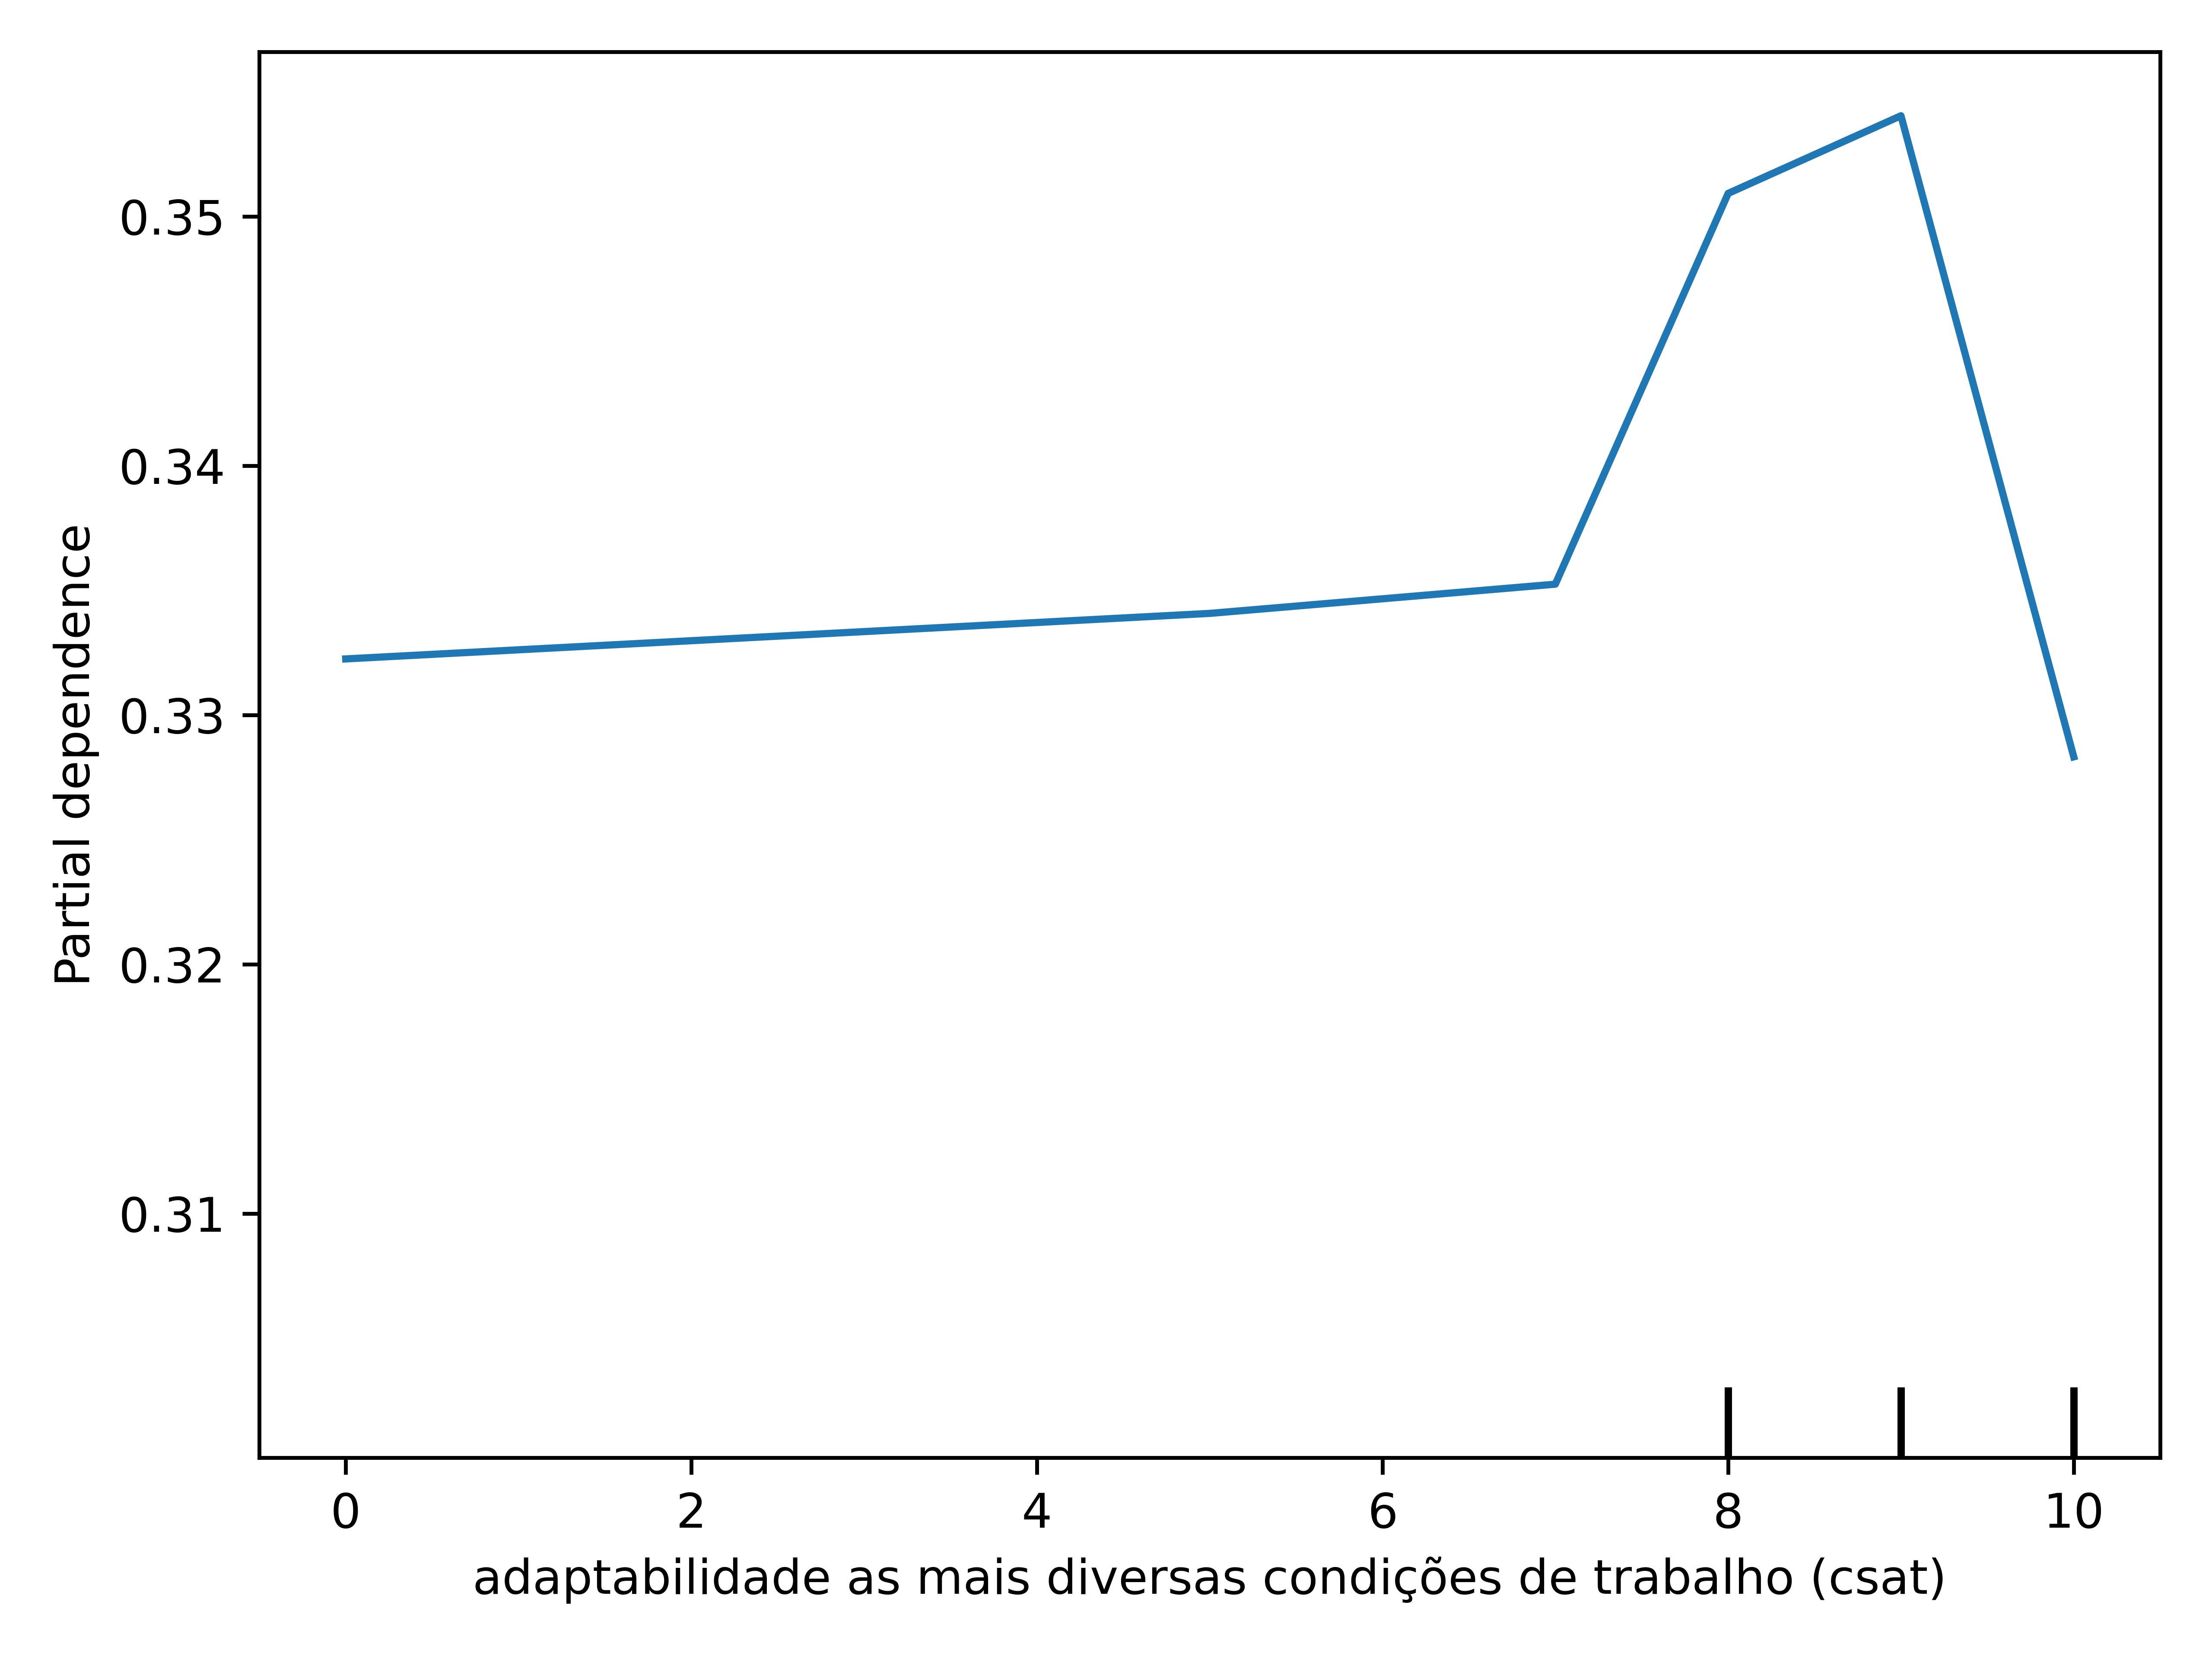 0.35
0.34
0.33
0.32
0.31
Partial dependence
0 2 4 6 8 10
adaptabilidade as mais diversas condições de trabalho (csat)